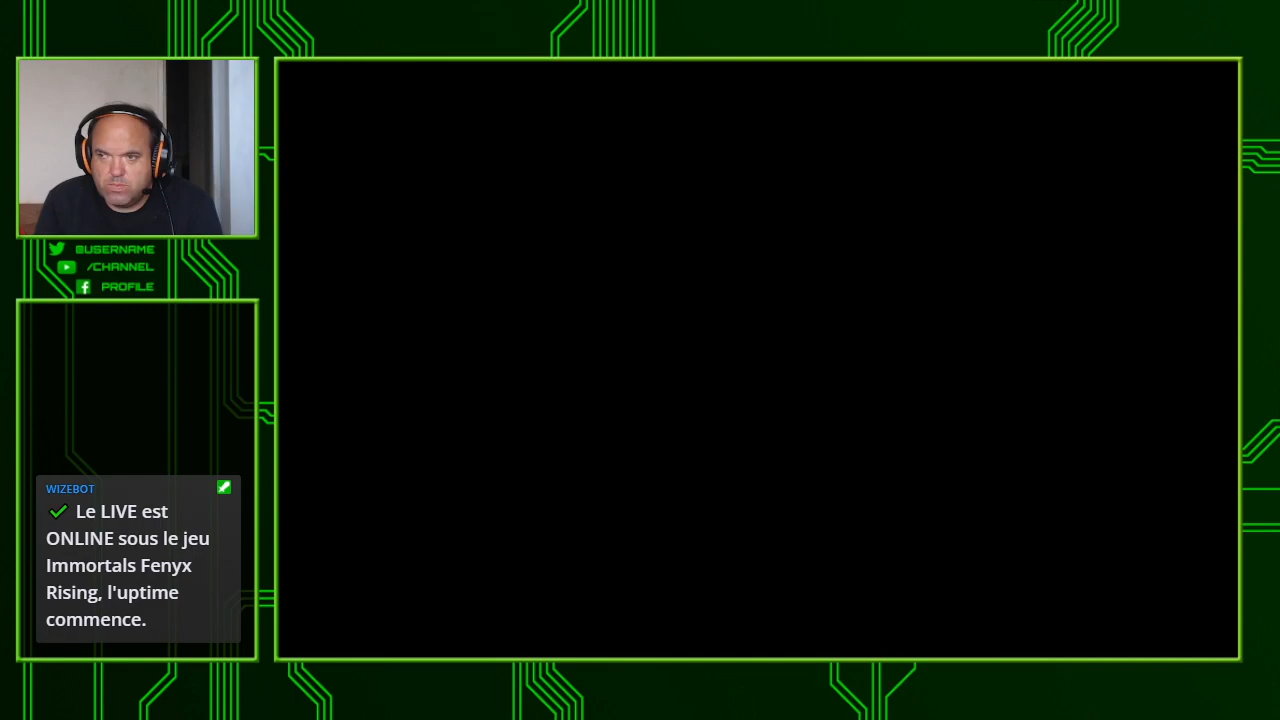 @USERNAME
/CHANNEL
PROFILE
WIZEBOT
Le LIVE est
ONLINE sous le jeu
Immortals Fenyx
Rising, l'uptime
commence.